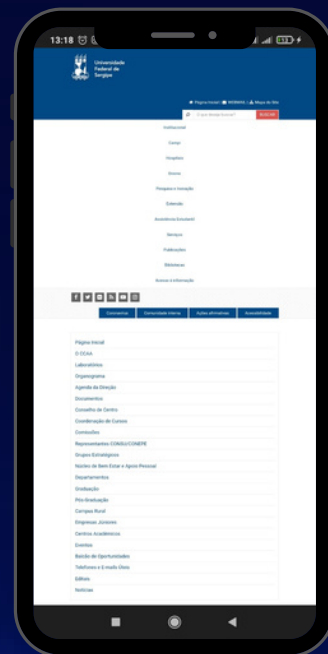 13:18
Universidade
Federal de
Sergipe
Página Inicial | WEBMAIL | Mapa do Site
O que deseja buscar?
BUSCAR
Institucional
Campi
Hospitais
Ensino
Pesquisa e Inovação
Extensão
Assistência Estudantil
Serviços
Publicações
Bibliotecas
Acesso à informação
Coronavírus Comunidade interna Ações afirmativas Acessibilidade
Página Inicial
O CCAA
Laboratórios
Organograma
Agenda da Direção
Documentos
Conselho de Centro
Coordenação de Cursos
Comissões
Representantes CONSU/CONEPE
Grupos Estratégicos
Núcleo de Bem Estar e Apoio Pessoal
Departamentos
Graduação
Pós-Graduação
Campus Rural
Empresas Júniores
Centros Acadêmicos
Eventos
Balcão de Oportunidades
Telefones e E-mails Úteis
Editais
Notícias